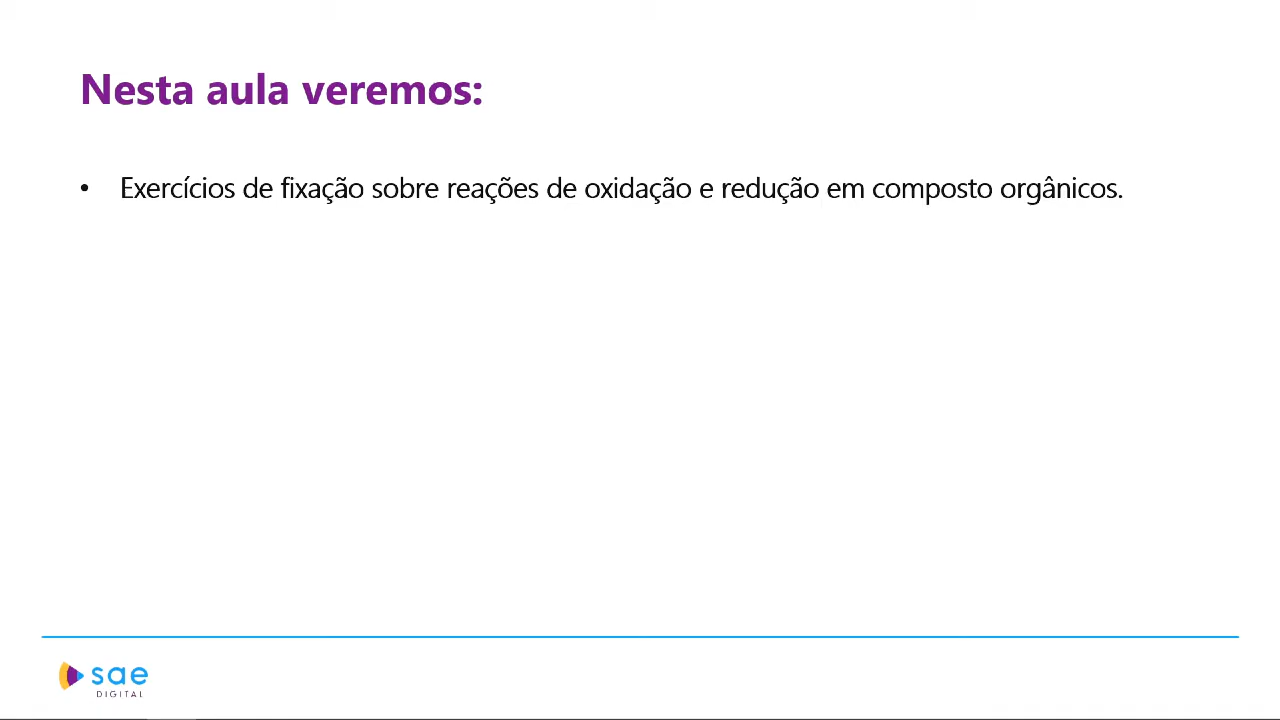 Nesta aula veremos:
• Exercícios de fixação sobre reações de oxidação e redução em composto orgânicos.
sae
DIGITAL